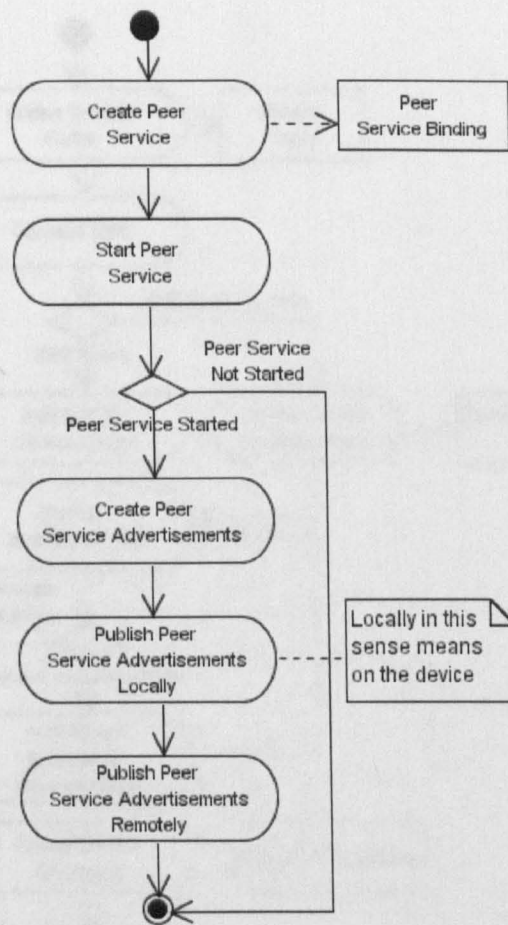 Create Peer
Service
Peer
Service Binding
Start Peer
Service
Peer Service
Not Started
Peer Service Started
Create Peer
Service Advertisements
Publish Peer
Service Advertisements
Locally
Locally in this
sense means
on the device
Publish Peer
Service Advertisements
Remotely